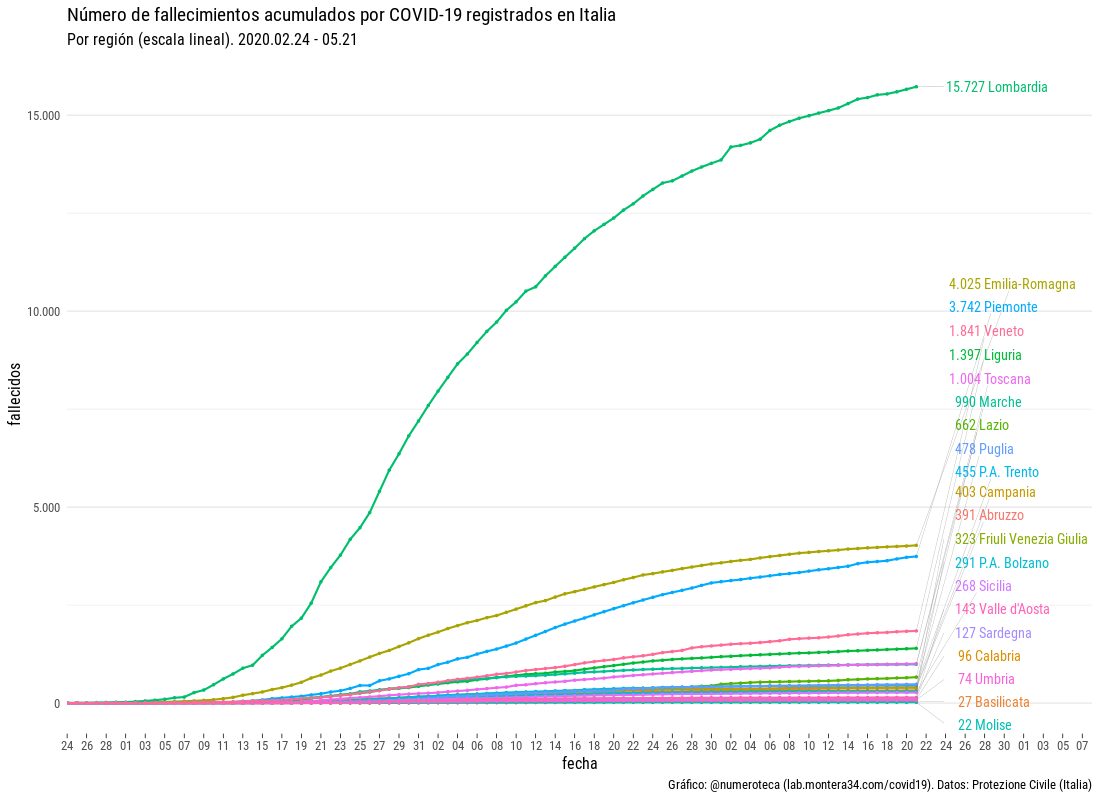 Número de fallecimientos acumulados por COVID-19 registrados en Italia
Por región (escala lineal). 2020.02.24 - 05.21
15.000
10.000
5.000
0
fallecidos
15.727 Lombardia
4.025 Emilia-Romagna
3.742 Piemonte
1.841 Veneto
1.397 Liguria
1.004 Toscana
990 Marche
662 Lazio
478 Puglia
455 P.A. Trento
403 Campania
391 Abruzzo
323 Friuli Venezia Giulia
291 P.A. Bolzano
268 Sicilia
143 Valle d'Aosta
127 Sardegna
96 Calabria
74 Umbria
27 Basilicata
22 Molise
24 26 28 01 03 05 07 09 11 13 15 17 19 21 23 25 27 29 31 02 04 06 08 10 12 14 16 18 20 22 24 26 28 30 02 04 06 08 10 12 14 16 18 20 22 24 26 28 30 01 03 05 07
fecha
Gráfico: @numeroteca (lab.montera34.com/covid19). Datos: Protezione Civile (Italia)